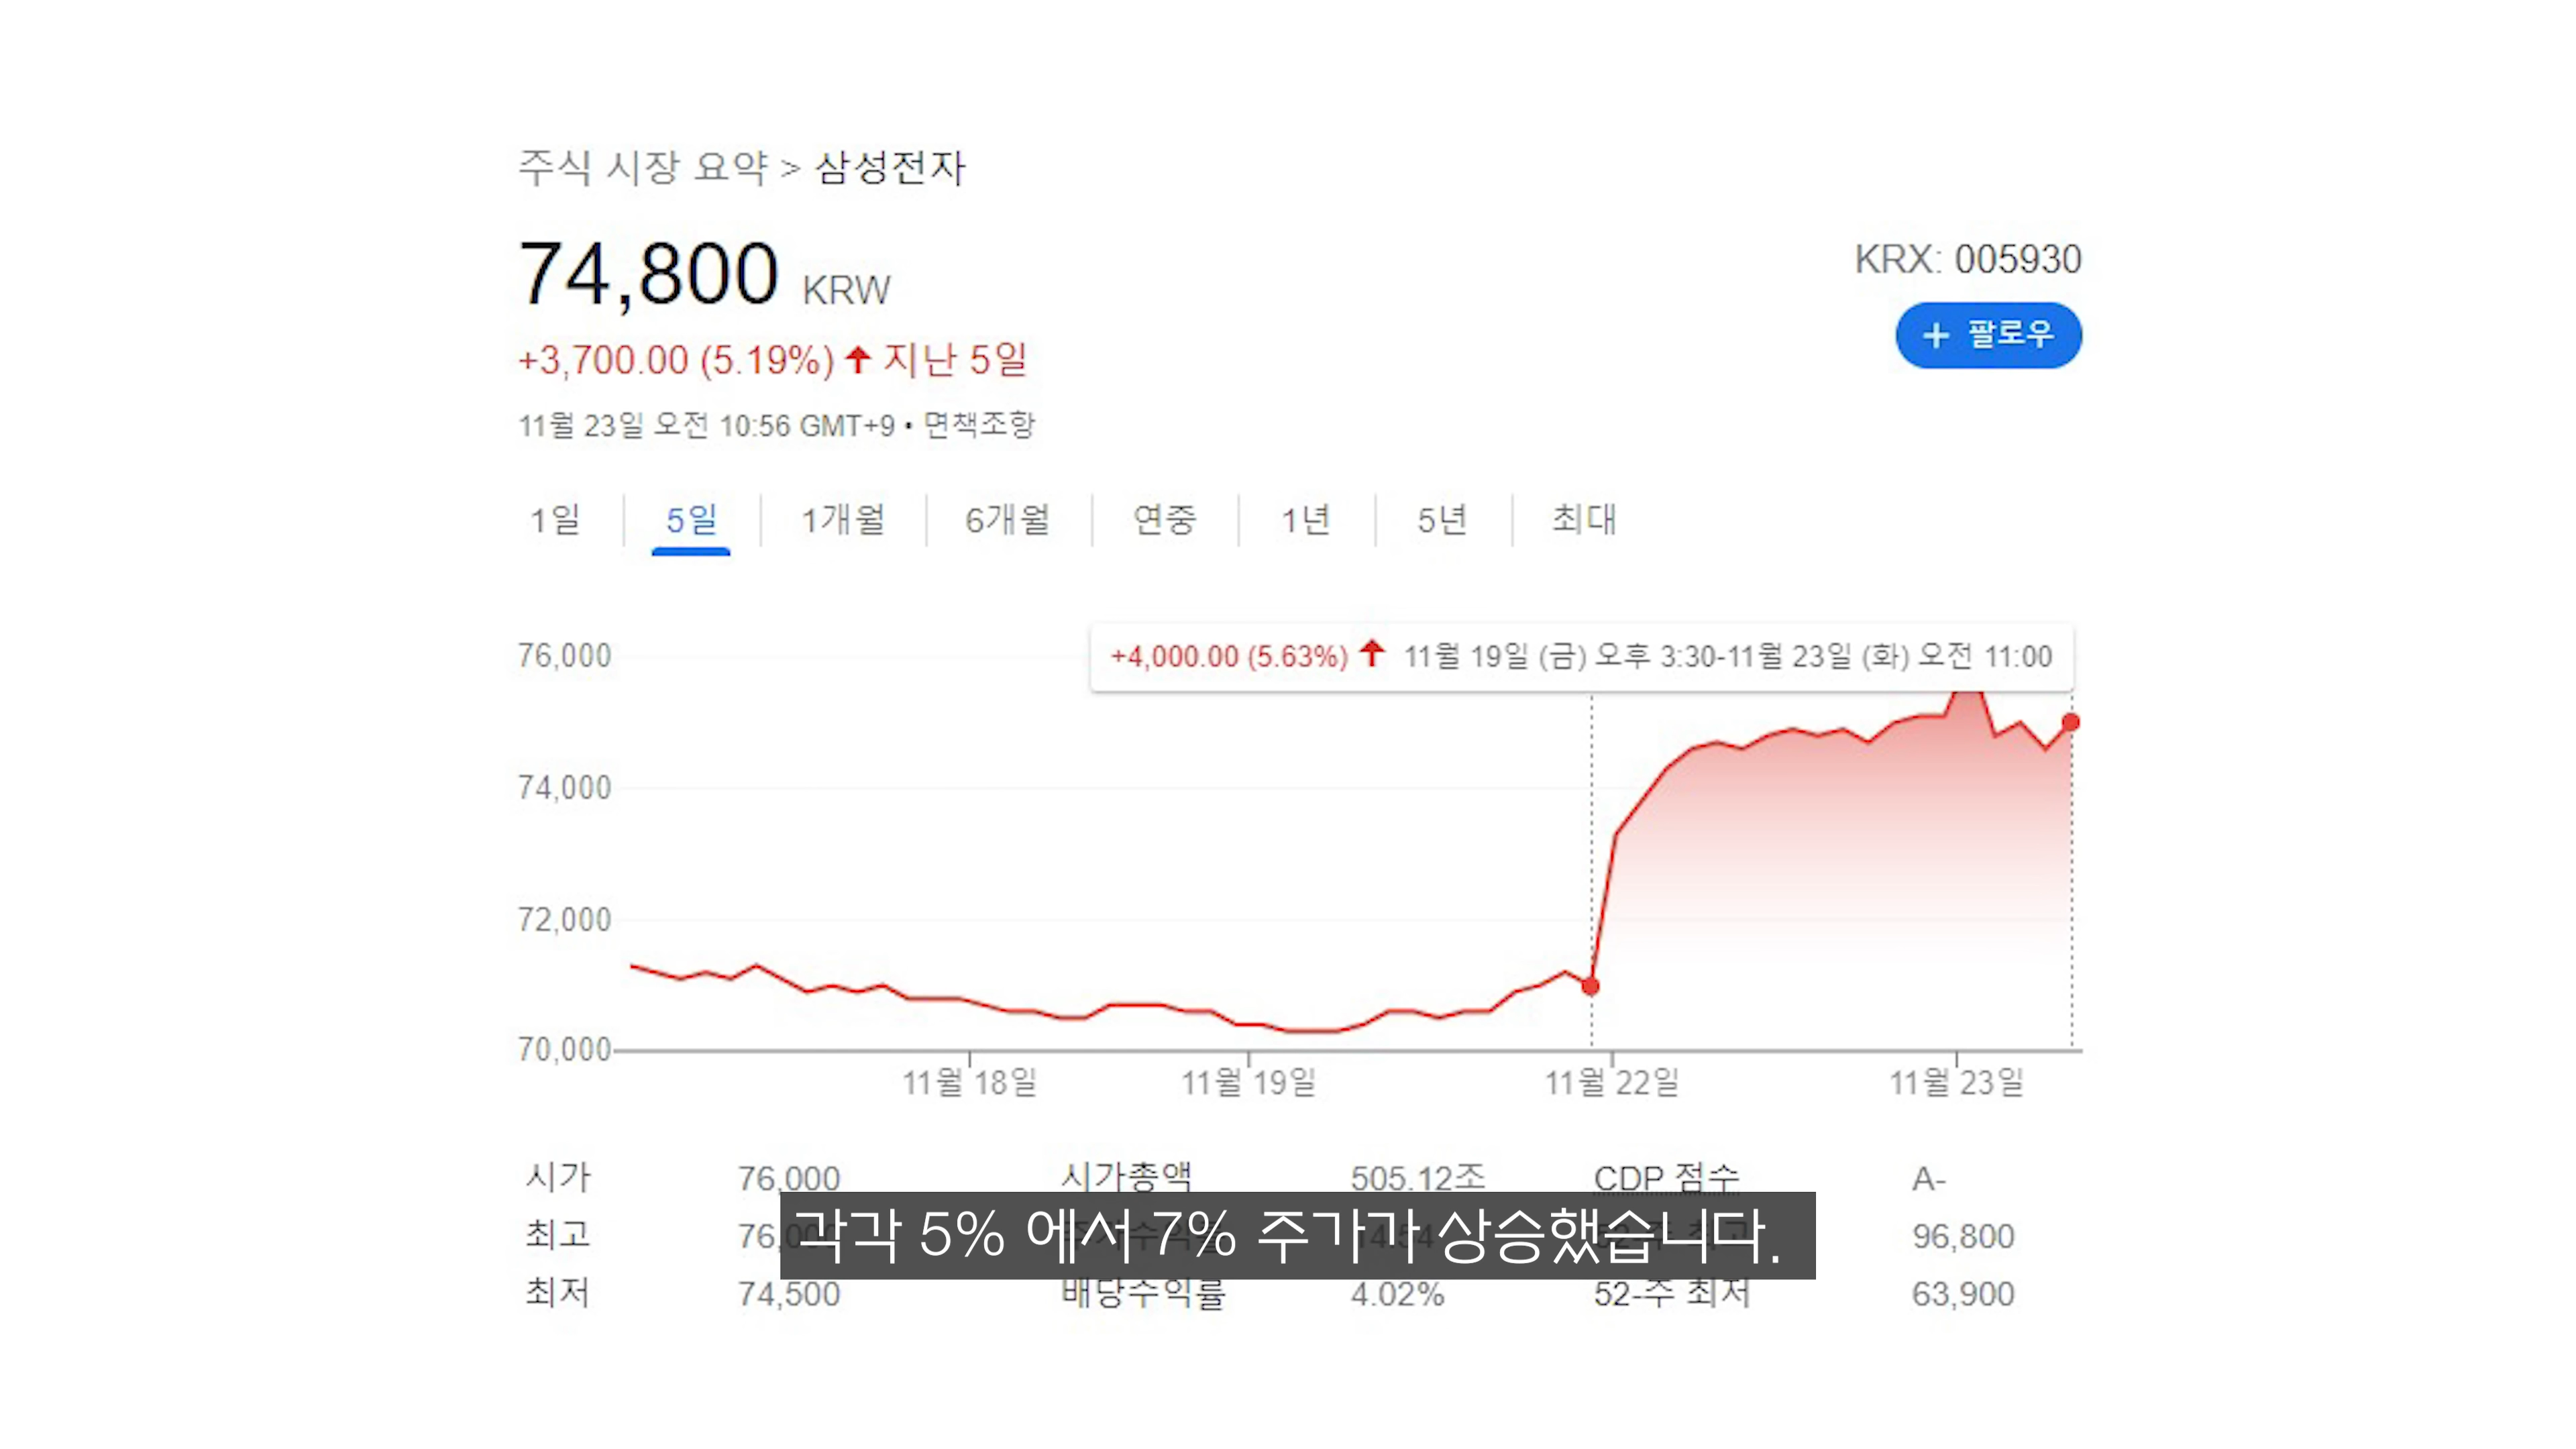 주식 시장 요약 > 삼성전자
74,800 KRW
KRX: 005930
+ 팔로우
+3,700.00 (5.19%) ↑ 지난 5일
11월 23일 오전 10:56 GMT+9 • 면책조항
1일 5일 1개월 6개월 연중 1년 5년 최대
+4,000.00 (5.63%) ↑ 11월 19일 (금) 오후 3:30-11월 23일 (화) 오전 11:00
76,000
74,000
72,000
70,000
11월 18일 11월 19일 11월 22일 11월 23일
시가 76,000 시가총액 505.12조 CDP 점수 A-
최고 96,800
각각 5% 에서 7% 주가가 상승했습니다.
최저 74,500 배당수익률 4.02% 52-주 최저 63,900